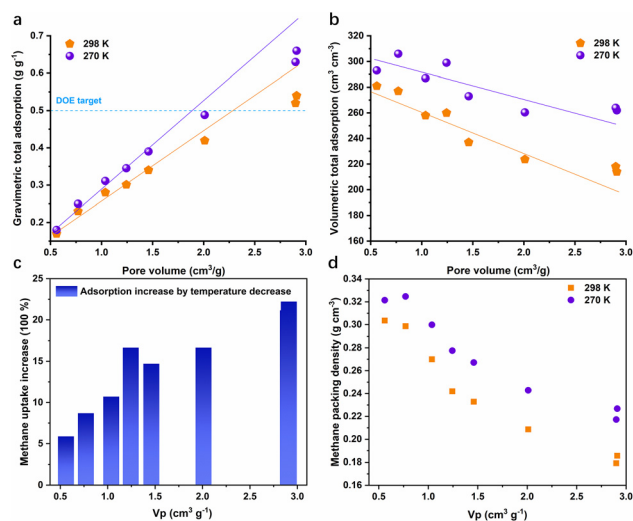 a
298 K
270 K
DOE target
Gravimetric total adsorption (g g⁻¹)
0.7
0.6
0.5
0.4
0.3
0.2
0.5 1.0 1.5 2.0 2.5 3.0
Pore volume (cm³/g)
b
298 K
270 K
Volumetric total adsorption (cm³ cm⁻³)
360
340
320
300
280
260
240
220
200
180
160
0.5 1.0 1.5 2.0 2.5 3.0
Pore volume (cm³/g)
c
Adsorption increase by temperature decrease
Methane uptake increase (100 %)
25
20
15
10
5
0
0.5 1.0 1.5 2.0 2.5 3.0
Vp (cm³ g⁻¹)
d
298 K
270 K
Methane packing density (g cm⁻³)
0.36
0.32
0.30
0.28
0.26
0.24
0.22
0.20
0.18
0.16
0.5 1.0 1.5 2.0 2.5 3.0
Vp (cm³ g⁻¹)